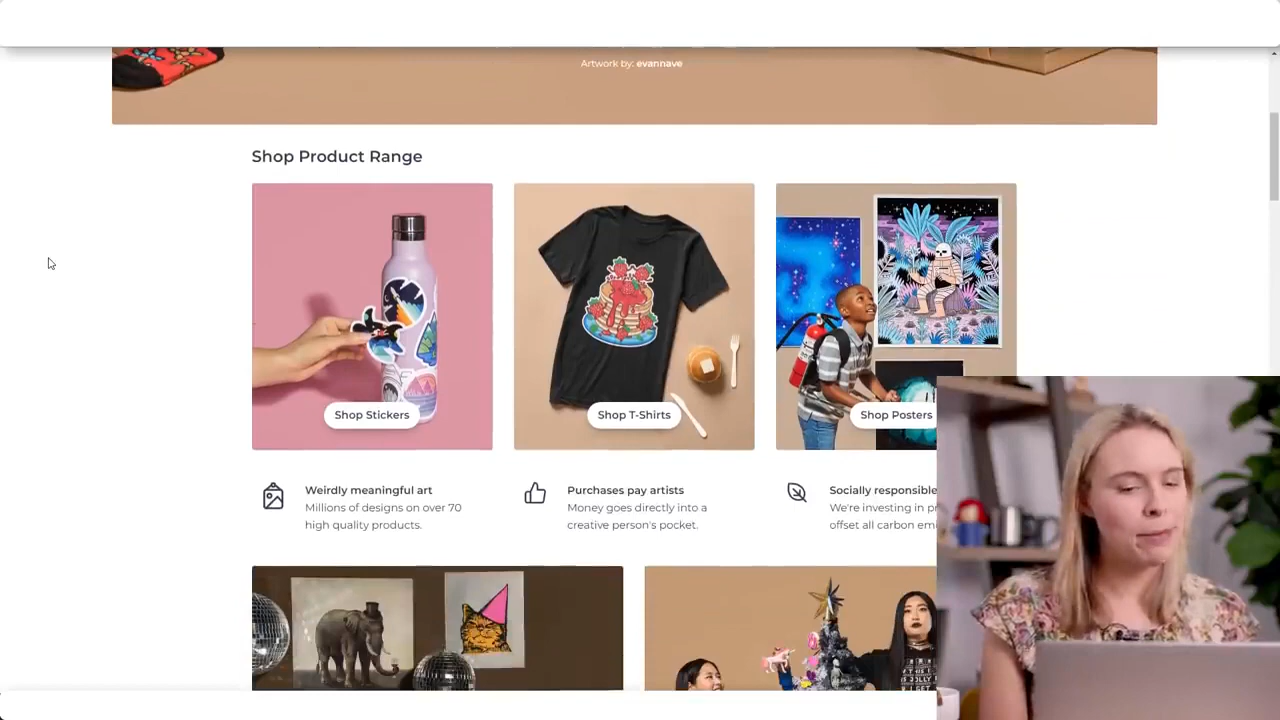 Artwork by: evannave
Shop Product Range
Shop Stickers
Shop T-Shirts
Shop Posters
Weirdly meaningful art
Millions of designs on over 70
high quality products.
Purchases pay artists
Money goes directly into a
creative person's pocket.
Socially responsible
We're investing in
offset all carbon